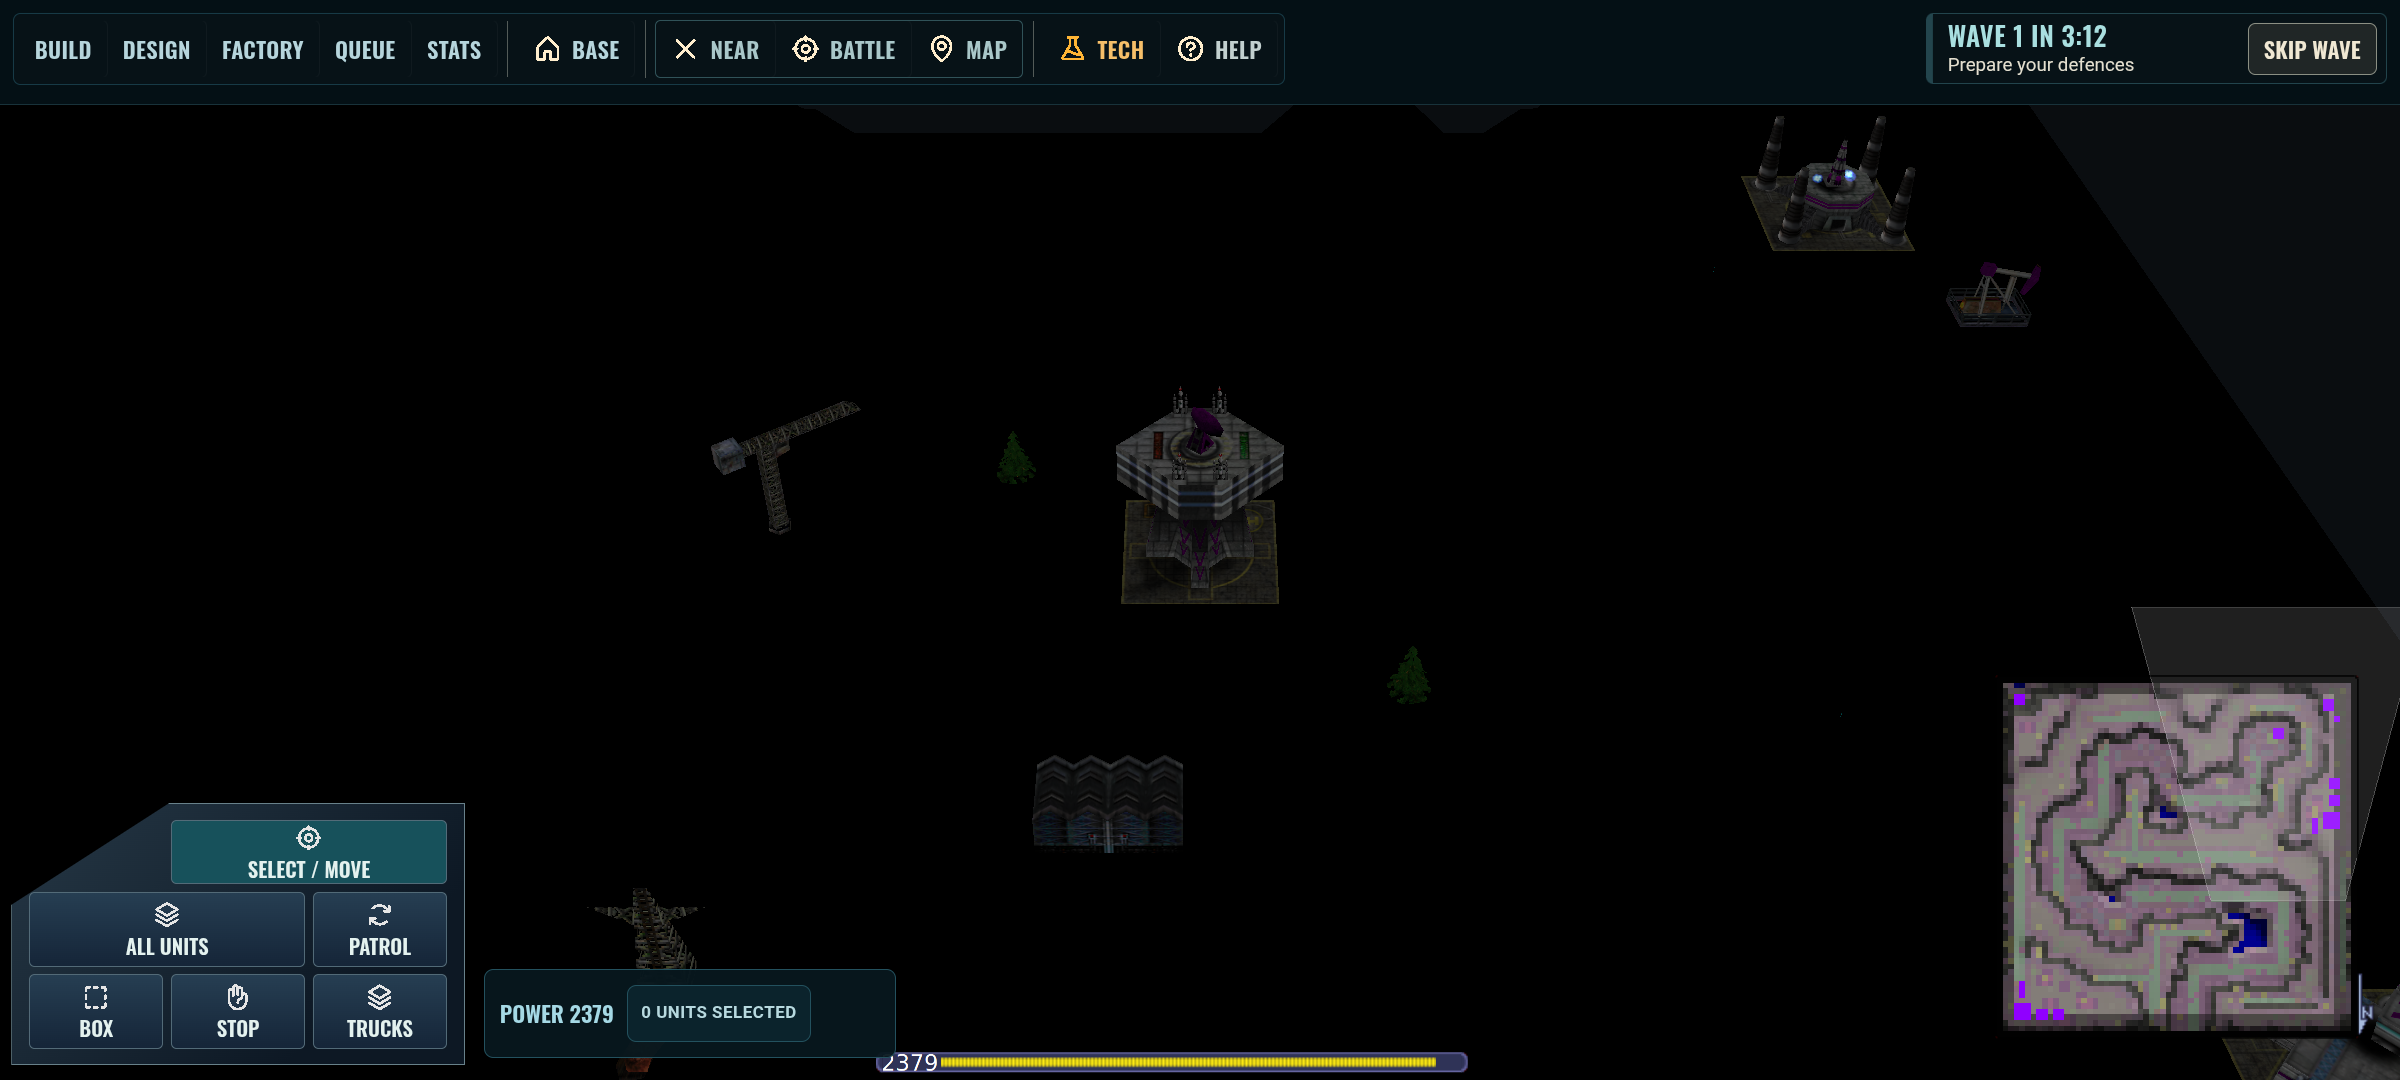 BUILD DESIGN FACTORY QUEUE STATS BASE NEAR BATTLE MAP TECH HELP
WAVE 1 IN 3:12
Prepare your defences
SKIP WAVE
SELECT / MOVE
ALL UNITS PATROL
BOX STOP TRUCKS
POWER 2379 0 UNITS SELECTED
2379
N